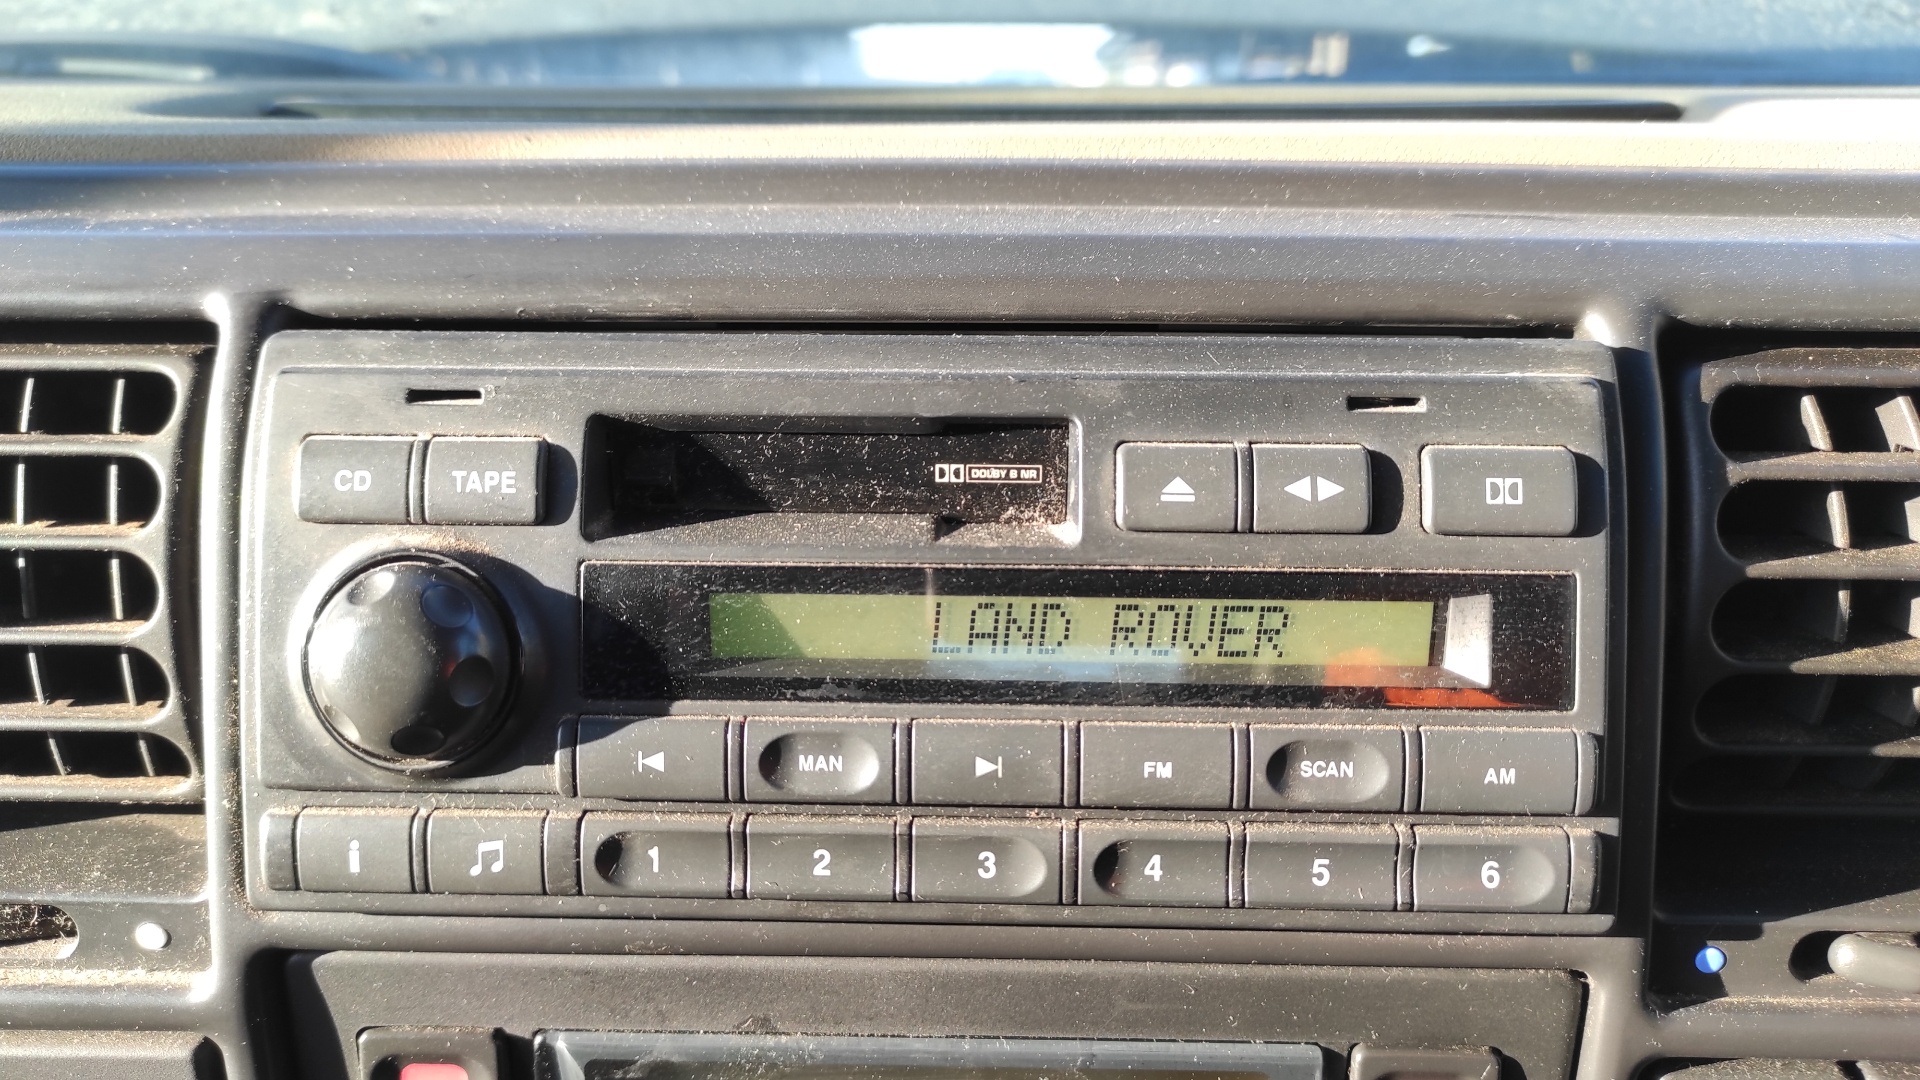 CD TAPE
DOLBY B NR
LAND ROVER
MAN FM SCAN AM
i 1 2 3 4 5 6